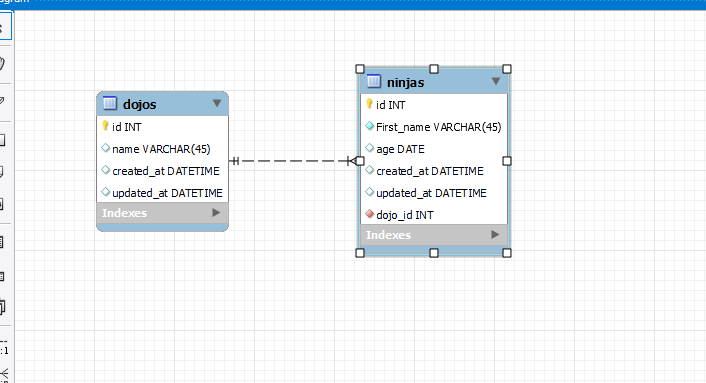 dojos
id INT
name VARCHAR(45)
created_at DATETIME
updated_at DATETIME
Indexes
ninjas
id INT
First_name VARCHAR(45)
age DATE
created_at DATETIME
updated_at DATETIME
dojo_id INT
Indexes
:1